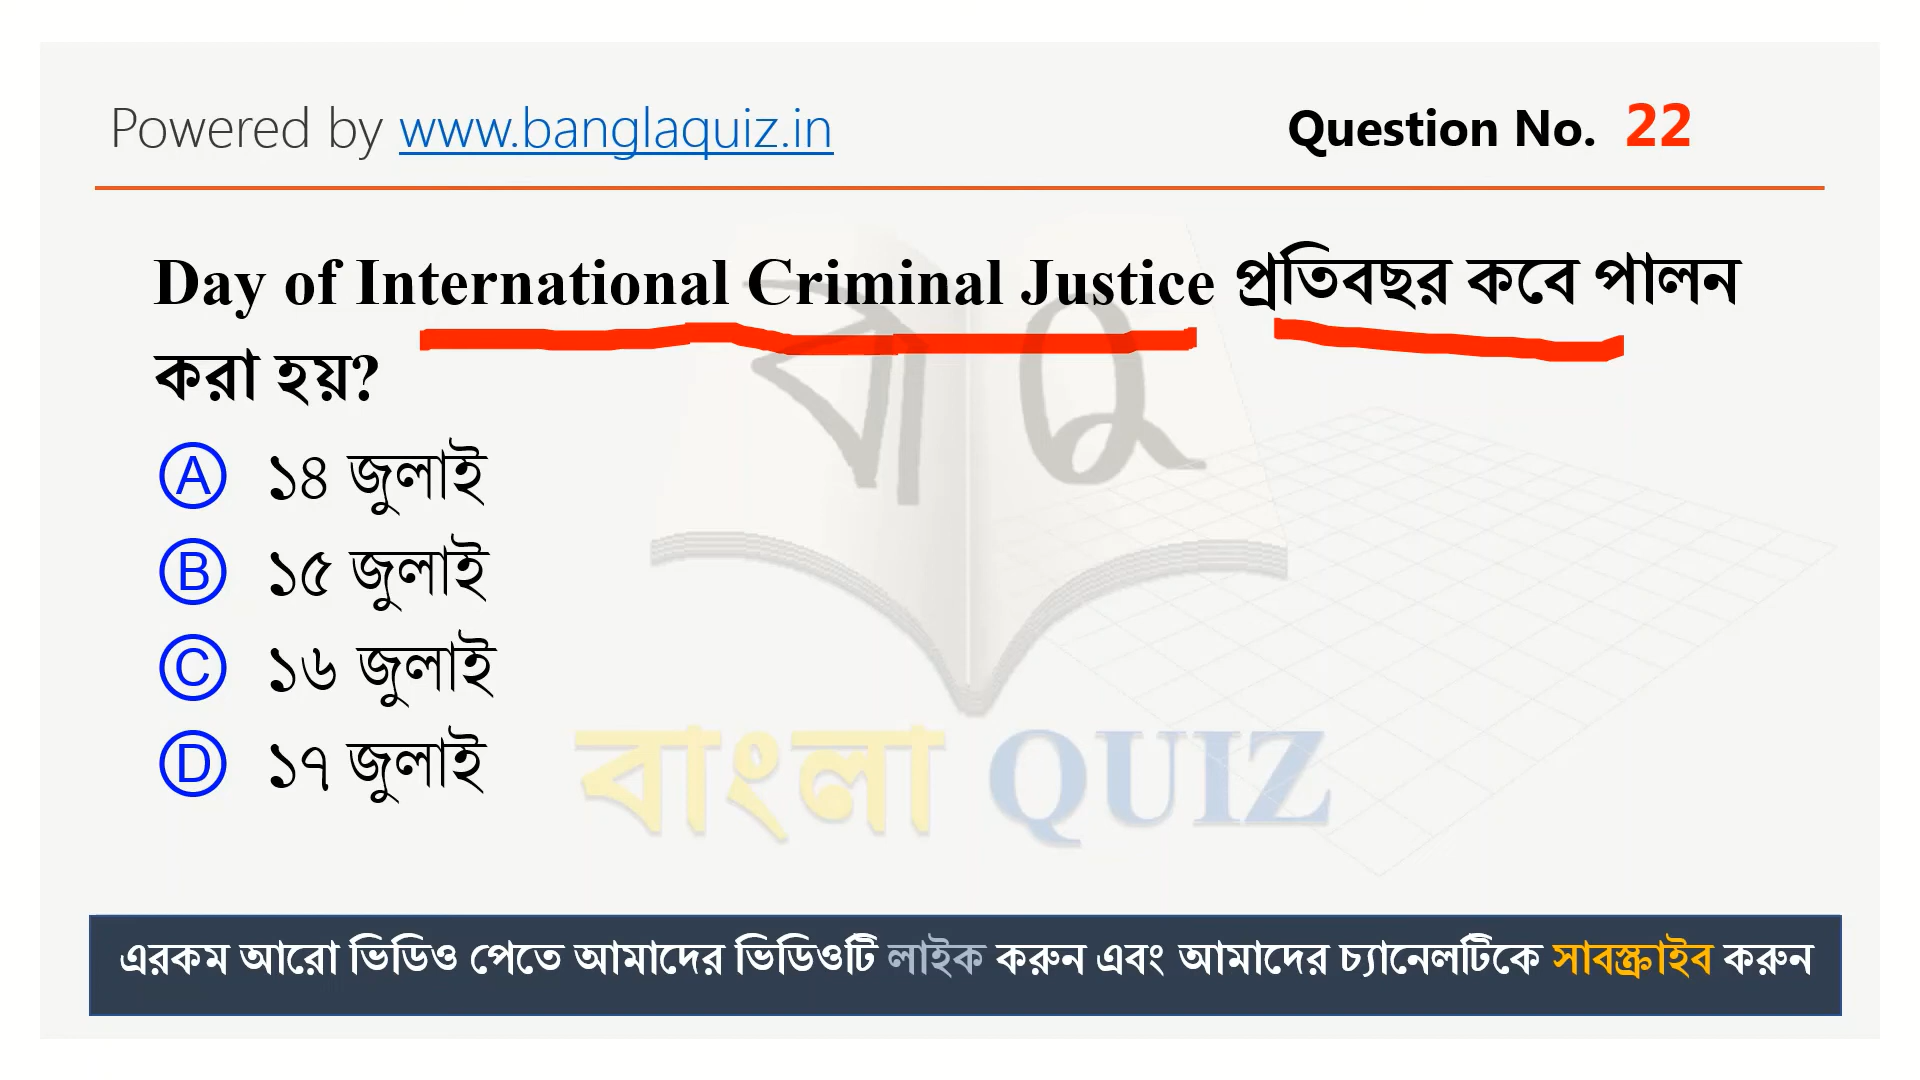 Powered by www.banglaquiz.in
Question No. 22
Day of International Criminal Justice প্রতিবছর কবে পালন
করা হয়?
Ⓐ ১৪ জুলাই
Ⓑ ১৫ জুলাই
Ⓒ ১৬ জুলাই
Ⓓ ১৭ জুলাই
বা Q
বাংলা QUIZ
এরকম আরো ভিডিও পেতে আমাদের ভিডিওটি লাইক করুন এবং আমাদের চ্যানেলটিকে সাবস্ক্রাইব করুন